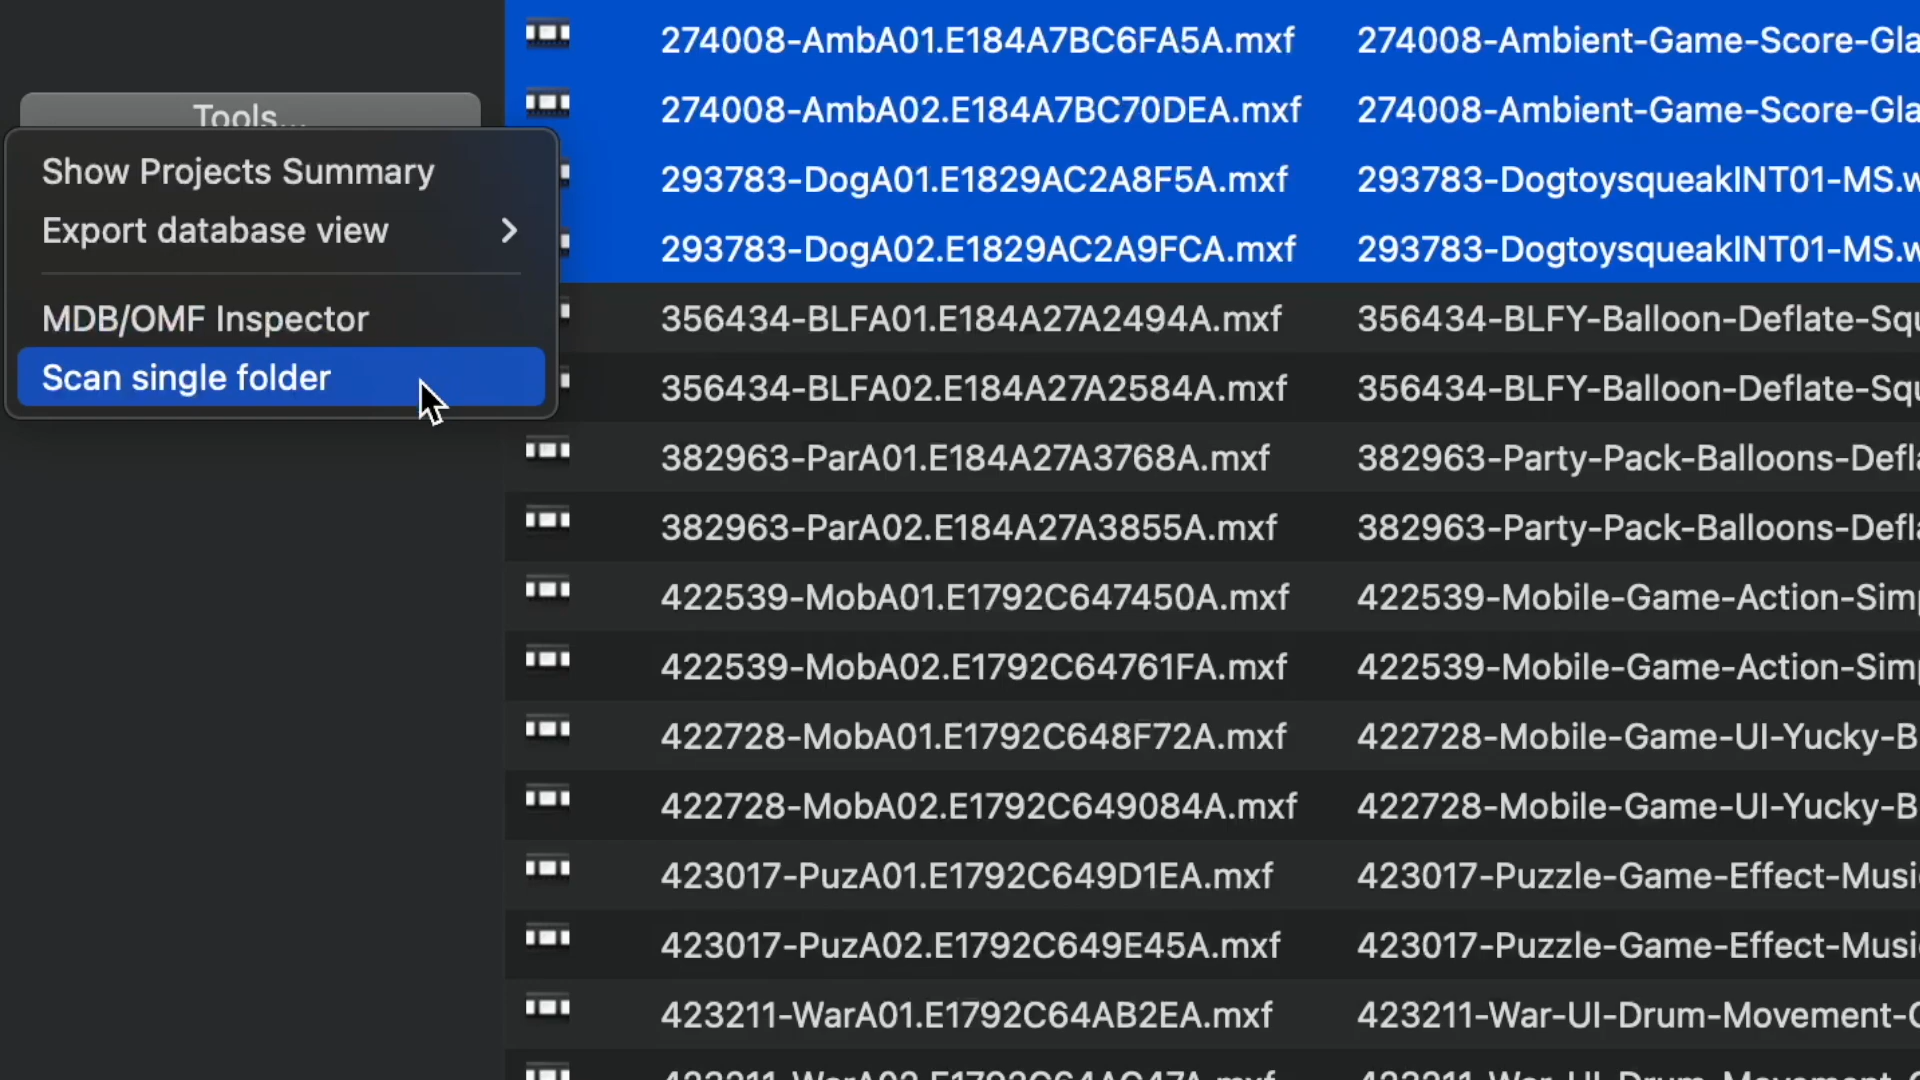 Tools...
Show Projects Summary
Export database view
MDB/OMF Inspector
Scan single folder
274008-AmbA01.E184A7BC6FA5A.mxf 274008-Ambient-Game-Score-Gla
274008-AmbA02.E184A7BC70DEA.mxf 274008-Ambient-Game-Score-Gla
293783-DogA01.E1829AC2A8F5A.mxf 293783-DogtoysqueakINT01-MS.w
293783-DogA02.E1829AC2A9FCA.mxf 293783-DogtoysqueakINT01-MS.w
356434-BLFA01.E184A27A2494A.mxf 356434-BLFY-Balloon-Deflate-Squ
356434-BLFA02.E184A27A2584A.mxf 356434-BLFY-Balloon-Deflate-Squ
382963-ParA01.E184A27A3768A.mxf 382963-Party-Pack-Balloons-Defla
382963-ParA02.E184A27A3855A.mxf 382963-Party-Pack-Balloons-Defla
422539-MobA01.E1792C647450A.mxf 422539-Mobile-Game-Action-Simp
422539-MobA02.E1792C64761FA.mxf 422539-Mobile-Game-Action-Simp
422728-MobA01.E1792C648F72A.mxf 422728-Mobile-Game-UI-Yucky-B
422728-MobA02.E1792C649084A.mxf 422728-Mobile-Game-UI-Yucky-B
423017-PuzA01.E1792C649D1EA.mxf 423017-Puzzle-Game-Effect-Musi
423017-PuzA02.E1792C649E45A.mxf 423017-Puzzle-Game-Effect-Musi
423211-WarA01.E1792C64AB2EA.mxf 423211-War-UI-Drum-Movement-